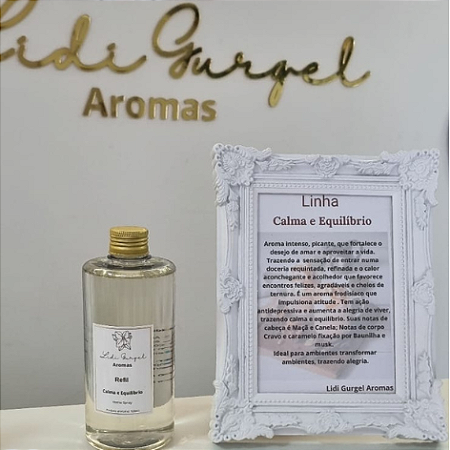 Lidi Gurgel
Aromas
Linha
Calma e Equilíbrio
Aroma intenso, picante, que fortalece o
desejo de amar e aproveitar a vida.
Trazendo a sensação de entrar numa
doceria requintada, refinada e o calor
aconchegante e acolhedor que favorece
encontros felizes, agradáveis e cheios de
ternura. É um aroma frodisíaco que
impulsiona atitude . Tem ação
antidepressiva e aumenta a alegria de viver,
trazendo calma e equilíbrio. Suas notas de
cabeça é Maçã e Canela; Notas de corpo
Cravo e caramelo fixação por Baunilha e
musk.
Ideal para ambientes transformar
ambientes, trazendo alegria.
Lidi Gurgel Aromas
Lidi Gurgel
Aromas
Refil
Calma e Equilíbrio
Home Spray